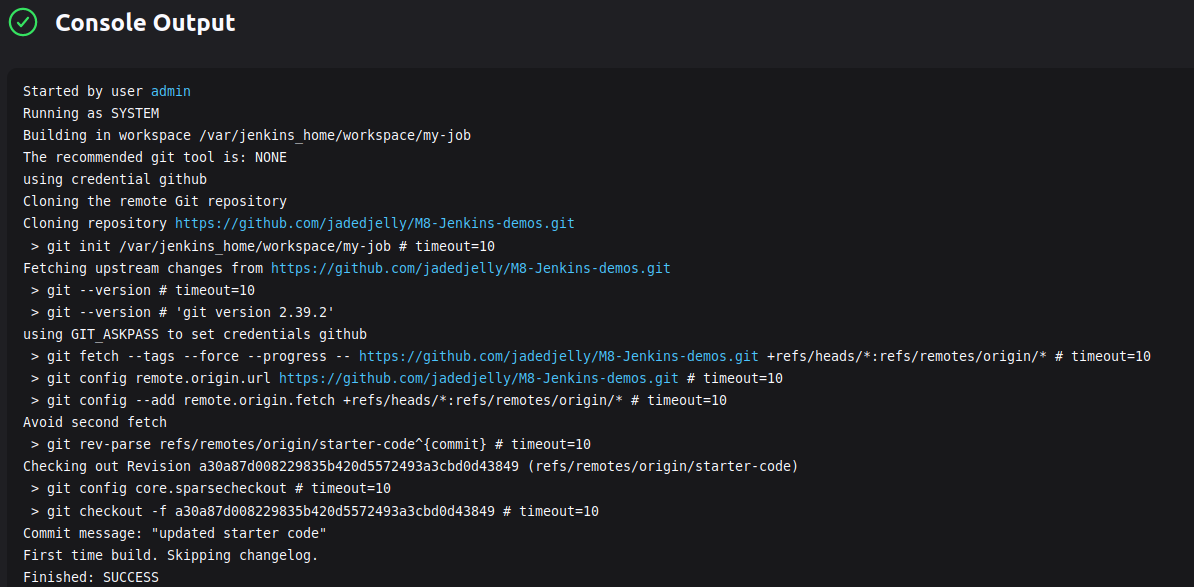 Console Output
Started by user admin
Running as SYSTEM
Building in workspace /var/jenkins_home/workspace/my-job
The recommended git tool is: NONE
using credential github
Cloning the remote Git repository
Cloning repository https://github.com/jadedjelly/M8-Jenkins-demos.git
 > git init /var/jenkins_home/workspace/my-job # timeout=10
Fetching upstream changes from https://github.com/jadedjelly/M8-Jenkins-demos.git
 > git --version # timeout=10
 > git --version # 'git version 2.39.2'
using GIT_ASKPASS to set credentials github
 > git fetch --tags --force --progress -- https://github.com/jadedjelly/M8-Jenkins-demos.git +refs/heads/*:refs/remotes/origin/* # timeout=10
 > git config remote.origin.url https://github.com/jadedjelly/M8-Jenkins-demos.git # timeout=10
 > git config --add remote.origin.fetch +refs/heads/*:refs/remotes/origin/* # timeout=10
Avoid second fetch
 > git rev-parse refs/remotes/origin/starter-code^{commit} # timeout=10
Checking out Revision a30a87d008229835b420d5572493a3cbd0d43849 (refs/remotes/origin/starter-code)
 > git config core.sparsecheckout # timeout=10
 > git checkout -f a30a87d008229835b420d5572493a3cbd0d43849 # timeout=10
Commit message: "updated starter code"
First time build. Skipping changelog.
Finished: SUCCESS